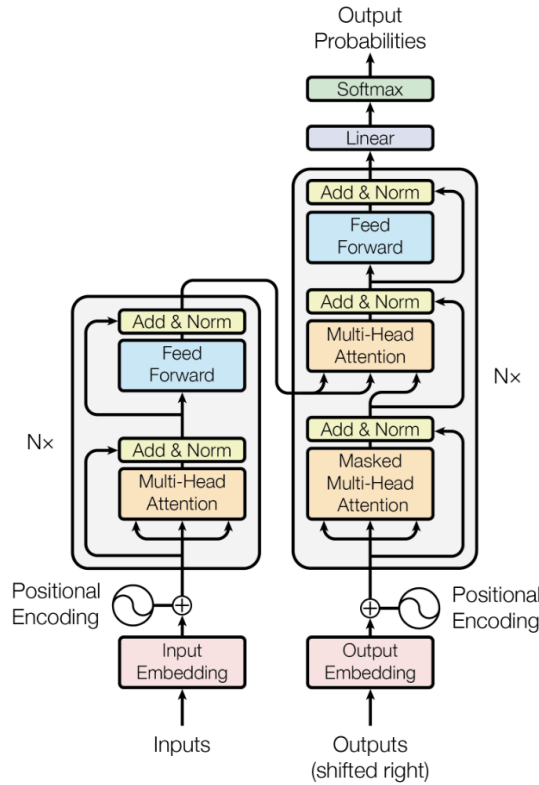 Output
Probabilities
Softmax
Linear
Add & Norm
Feed
Forward
Add & Norm
Multi-Head
Attention
Nx
Add & Norm
Masked
Multi-Head
Attention
Positional
Encoding
Output
Embedding
Outputs
(shifted right)
Add & Norm
Feed
Forward
N×
Add & Norm
Multi-Head
Attention
Positional
Encoding
Input
Embedding
Inputs